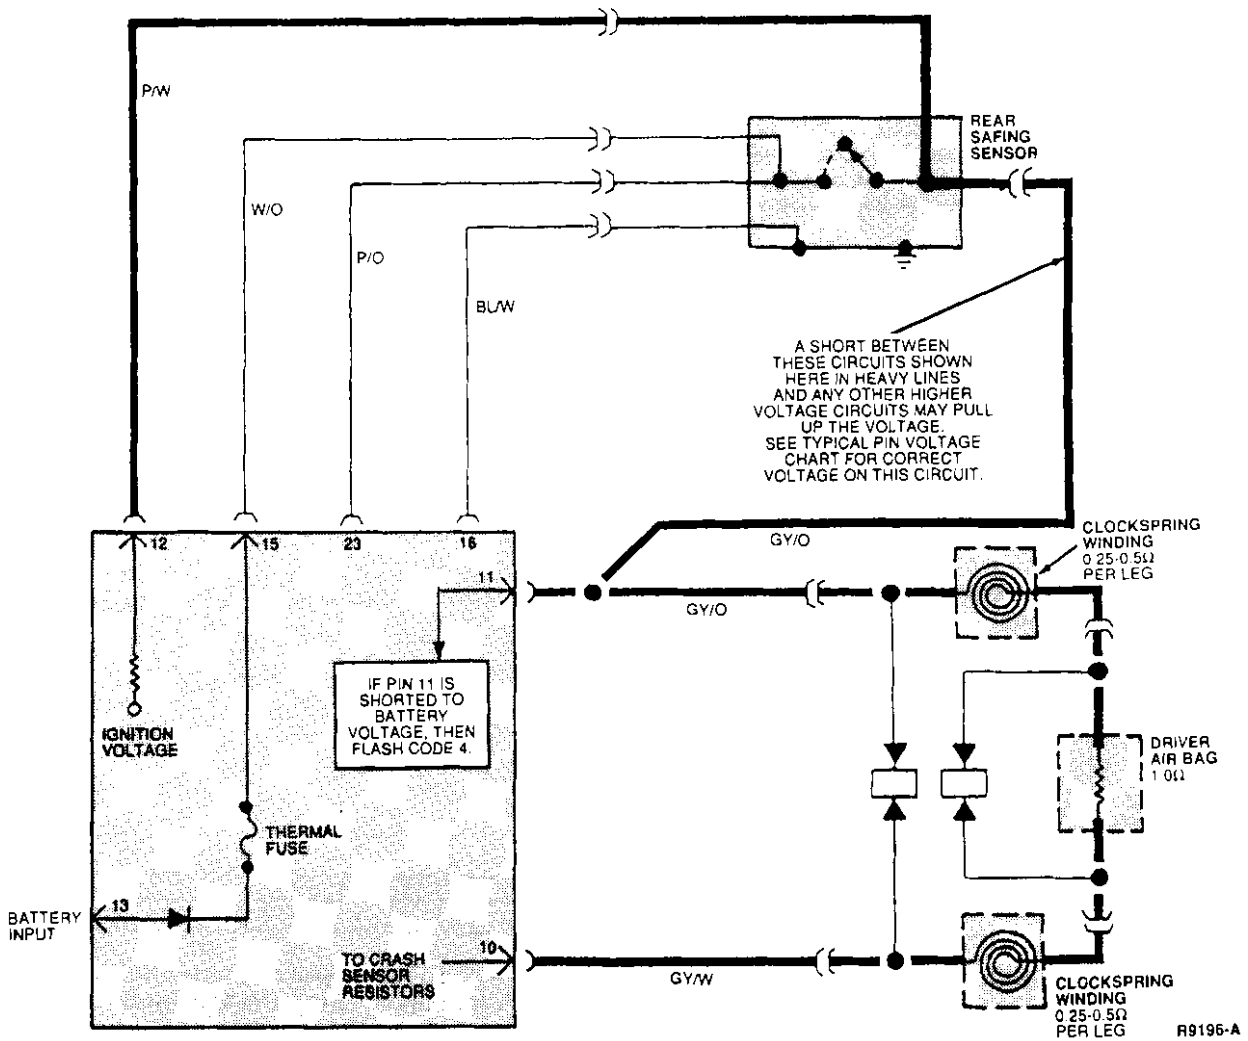 P/W
REAR
SAFING
SENSOR
W/O
P/O
BL/W
A SHORT BETWEEN
THESE CIRCUITS SHOWN
HERE IN HEAVY LINES
AND ANY OTHER HIGHER
VOLTAGE CIRCUITS MAY PULL
UP THE VOLTAGE.
SEE TYPICAL PIN VOLTAGE
CHART FOR CORRECT
VOLTAGE ON THIS CIRCUIT.
12
15
23
16
GY/O
CLOCKSPRING
WINDING
0.25-0.5Ω
PER LEG
11
GY/O
IF PIN 11 IS
SHORTED TO
BATTERY
VOLTAGE, THEN
FLASH CODE 4.
IGNITION
VOLTAGE
DRIVER
AIR BAG
1.0Ω
THERMAL
FUSE
13
BATTERY
INPUT
10
TO CRASH
SENSOR
RESISTORS
GY/W
CLOCKSPRING
WINDING
0.25-0.5Ω
PER LEG
R9196-A